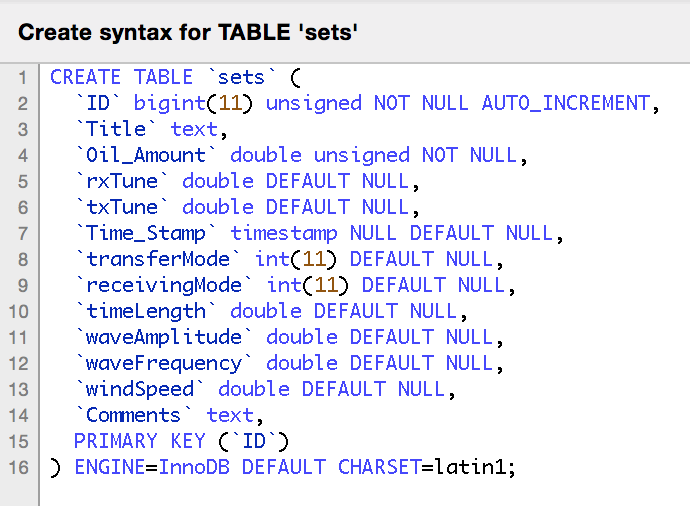 Create syntax for TABLE 'sets'
1 CREATE TABLE `sets` (
2 `ID` bigint(11) unsigned NOT NULL AUTO_INCREMENT,
3 `Title` text,
4 `Oil_Amount` double unsigned NOT NULL,
5 `rxTune` double DEFAULT NULL,
6 `txTune` double DEFAULT NULL,
7 `Time_Stamp` timestamp NULL DEFAULT NULL,
8 `transferMode` int(11) DEFAULT NULL,
9 `receivingMode` int(11) DEFAULT NULL,
10 `timeLength` double DEFAULT NULL,
11 `waveAmplitude` double DEFAULT NULL,
12 `waveFrequency` double DEFAULT NULL,
13 `windSpeed` double DEFAULT NULL,
14 `Comments` text,
15 PRIMARY KEY (`ID`)
16 ) ENGINE=InnoDB DEFAULT CHARSET=latin1;